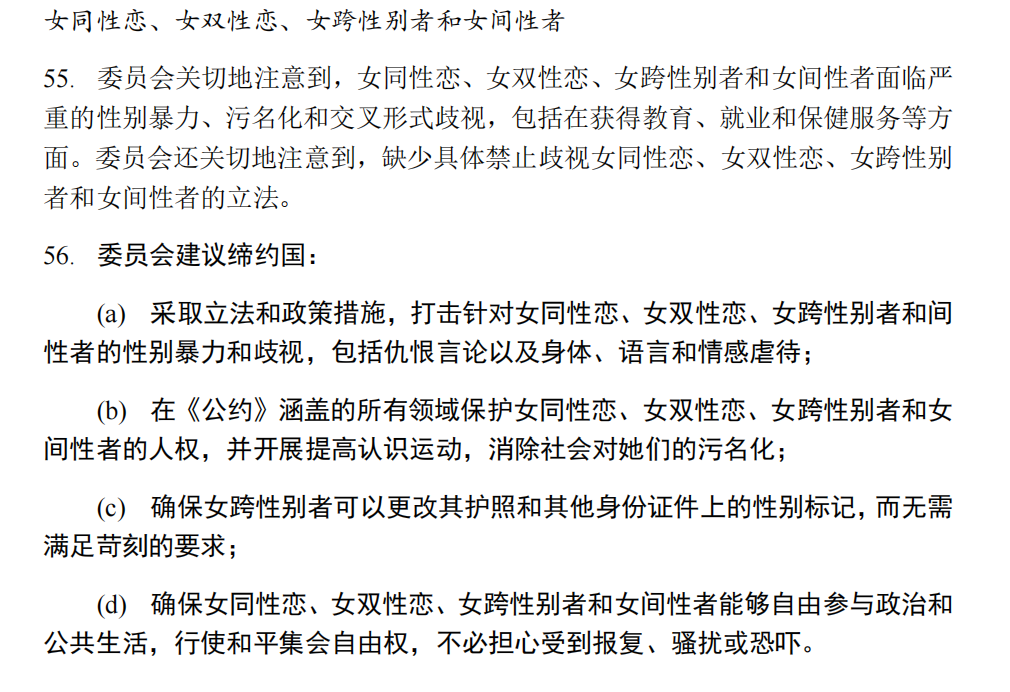 女同性恋、女双性恋、女跨性别者和女间性者
55. 委员会关切地注意到，女同性恋、女双性恋、女跨性别者和女间性者面临严
重的性别暴力、污名化和交叉形式歧视，包括在获得教育、就业和保健服务等方
面。委员会还关切地注意到，缺少具体禁止歧视女同性恋、女双性恋、女跨性别
者和女间性者的立法。
56. 委员会建议缔约国：
(a) 采取立法和政策措施，打击针对女同性恋、女双性恋、女跨性别者和间
性者的性别暴力和歧视，包括仇恨言论以及身体、语言和情感虐待；
(b) 在《公约》涵盖的所有领域保护女同性恋、女双性恋、女跨性别者和女
间性者的人权，并开展提高认识运动，消除社会对她们的污名化；
(c) 确保女跨性别者可以更改其护照和其他身份证件上的性别标记，而无需
满足苛刻的要求；
(d) 确保女同性恋、女双性恋、女跨性别者和女间性者能够自由参与政治和
公共生活，行使和平集会自由权，不必担心受到报复、骚扰或恐吓。